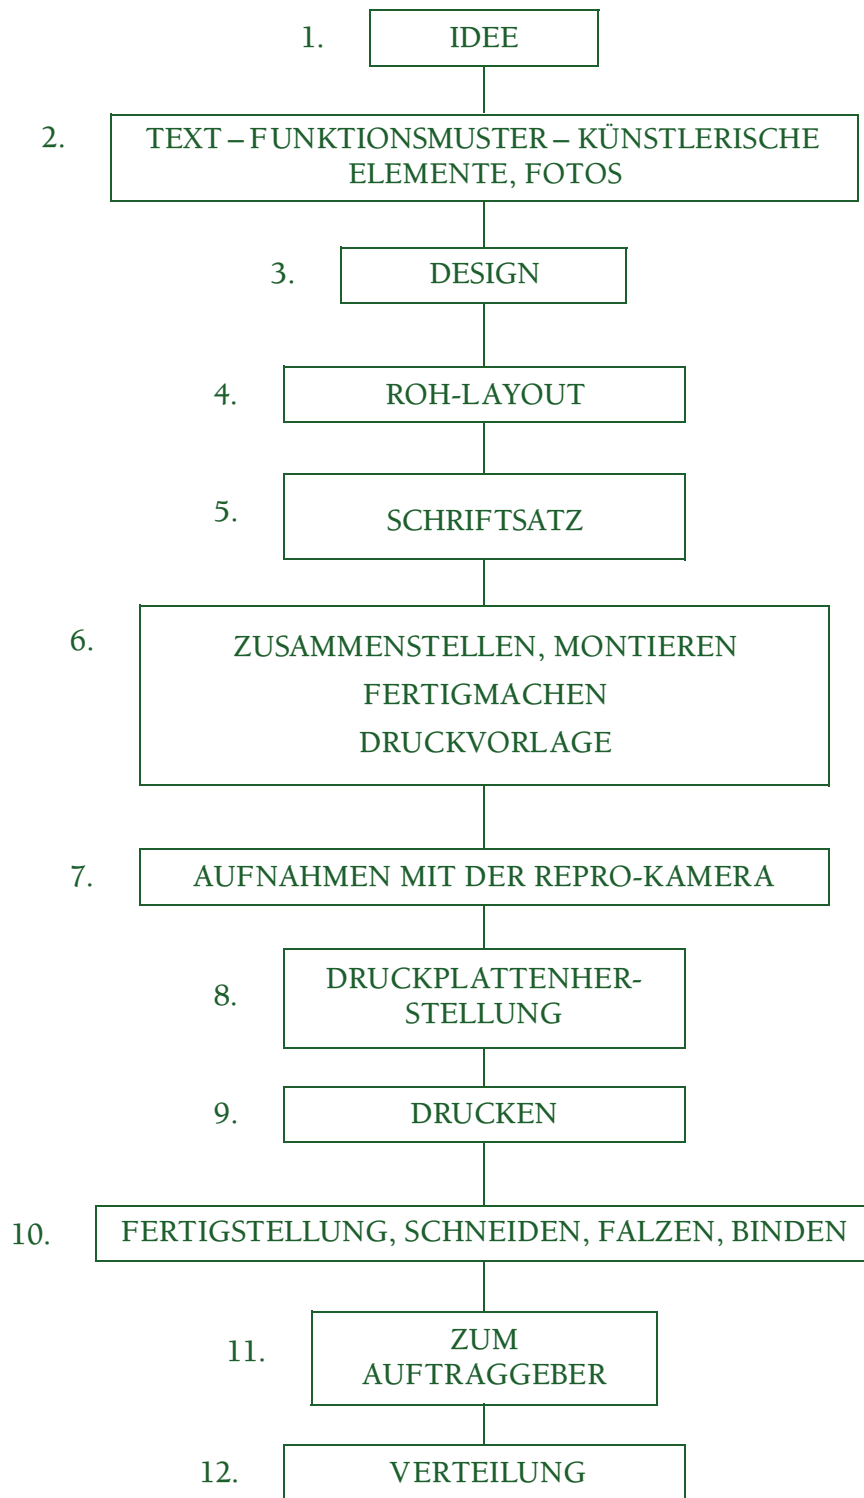 1. IDEE
2. TEXT – FUNKTIONSMUSTER – KÜNSTLERISCHE
ELEMENTE, FOTOS
3. DESIGN
4. ROH-LAYOUT
5. SCHRIFTSATZ
6. ZUSAMMENSTELLEN, MONTIEREN
FERTIGMACHEN
DRUCKVORLAGE
7. AUFNAHMEN MIT DER REPRO-KAMERA
8. DRUCKPLATTENHER-
STELLUNG
9. DRUCKEN
10. FERTIGSTELLUNG, SCHNEIDEN, FALZEN, BINDEN
11. ZUM
AUFTRAGGEBER
12. VERTEILUNG